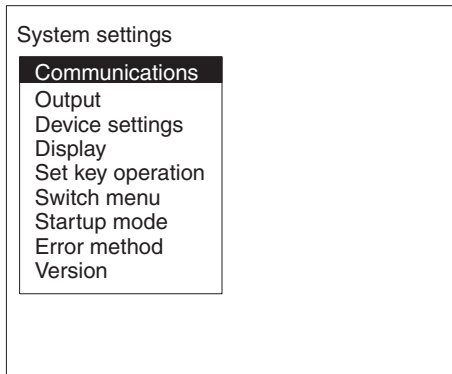 System settings
Communications
Output
Device settings
Display
Set key operation
Switch menu
Startup mode
Error method
Version